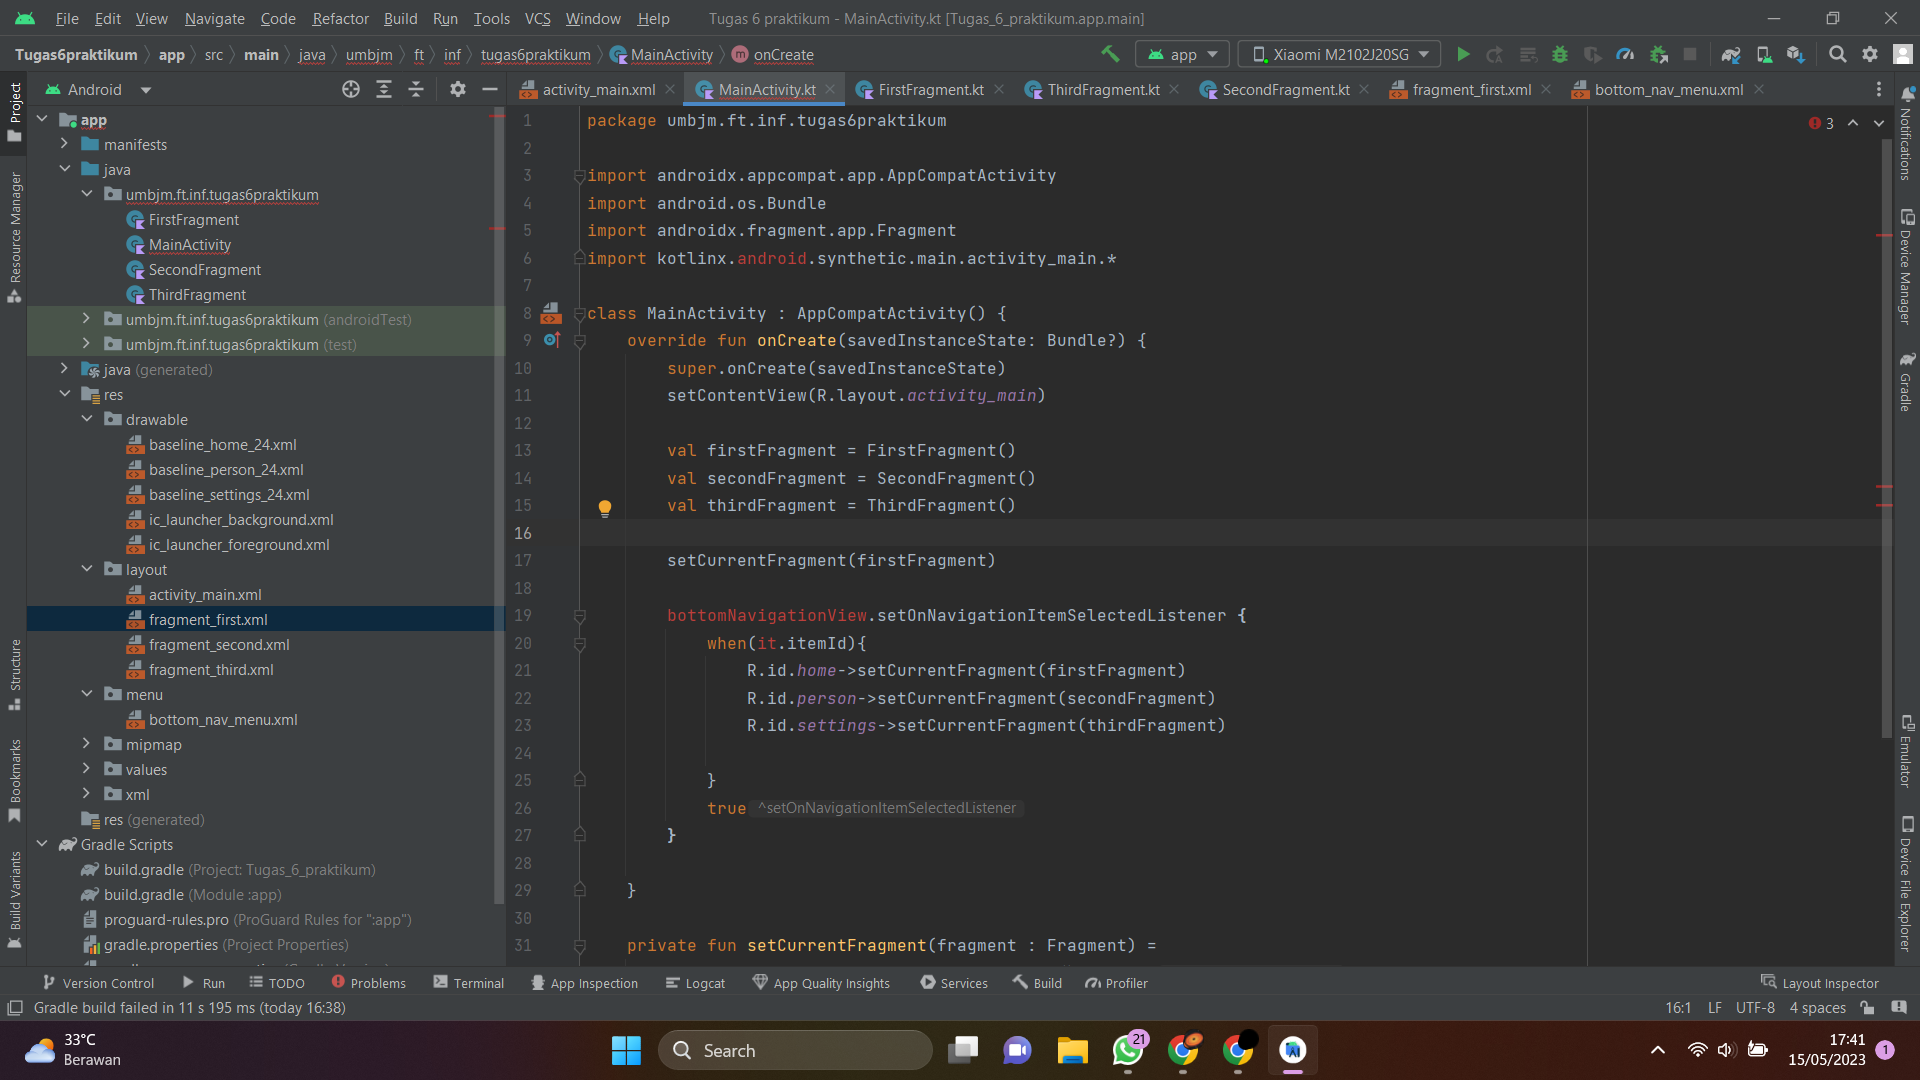 File Edit View Navigate Code Refactor Build Run Tools VCS Window Help Tugas 6 praktikum - MainActivity.kt [Tugas_6_praktikum.app.main]
Tugas6praktikum app src main java umbjm ft inf tugas6praktikum MainActivity onCreate app Xiaomi M2102J20SG
Android
activity_main.xml MainActivity.kt FirstFragment.kt ThirdFragment.kt SecondFragment.kt fragment_first.xml bottom_nav_menu.xml
Project
Resource Manager
Structure
Bookmarks
Build Variants
app
manifests
java
umbjm.ft.inf.tugas6praktikum
FirstFragment
MainActivity
SecondFragment
ThirdFragment
umbjm.ft.inf.tugas6praktikum (androidTest)
umbjm.ft.inf.tugas6praktikum (test)
java (generated)
res
drawable
baseline_home_24.xml
baseline_person_24.xml
baseline_settings_24.xml
ic_launcher_background.xml
ic_launcher_foreground.xml
layout
activity_main.xml
fragment_first.xml
fragment_second.xml
fragment_third.xml
menu
bottom_nav_menu.xml
mipmap
values
xml
res (generated)
Gradle Scripts
build.gradle (Project: Tugas_6_praktikum)
build.gradle (Module :app)
proguard-rules.pro (ProGuard Rules for ":app")
gradle.properties (Project Properties)
3
1 package umbjm.ft.inf.tugas6praktikum
2
3 import androidx.appcompat.app.AppCompatActivity
4 import android.os.Bundle
5 import androidx.fragment.app.Fragment
6 import kotlinx.android.synthetic.main.activity_main.*
7
8 class MainActivity : AppCompatActivity() {
9 override fun onCreate(savedInstanceState: Bundle?) {
10 super.onCreate(savedInstanceState)
11 setContentView(R.layout.activity_main)
12
13 val firstFragment = FirstFragment()
14 val secondFragment = SecondFragment()
15 val thirdFragment = ThirdFragment()
16
17 setCurrentFragment(firstFragment)
18
19 bottomNavigationView.setOnNavigationItemSelectedListener {
20 when(it.itemId){
21 R.id.home->setCurrentFragment(firstFragment)
22 R.id.person->setCurrentFragment(secondFragment)
23 R.id.settings->setCurrentFragment(thirdFragment)
24
25 }
26 true ^setOnNavigationItemSelectedListener
27 }
28
29 }
30
31 private fun setCurrentFragment(fragment : Fragment) =
Notifications
Device Manager
Gradle
Emulator
Device File Explorer
Version Control Run TODO Problems Terminal App Inspection Logcat App Quality Insights Services Build Profiler Layout Inspector
Gradle build failed in 11 s 195 ms (today 16:38) 16:1 LF UTF-8 4 spaces
33°C
Berawan
Search
21
17:41
15/05/2023
1